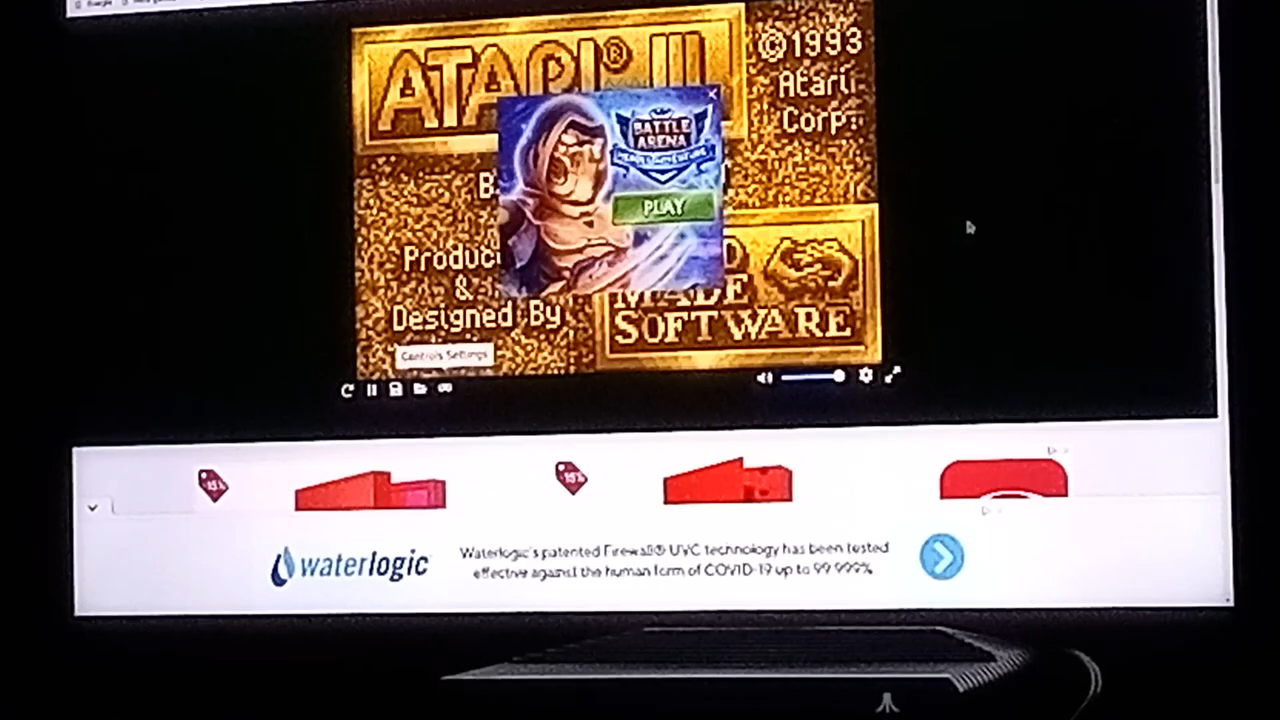 ATARI® III
©1993
Atari
Corp.
BATTLE
ARENA
PLAY
Produc
&
Designed By
MADE
SOFTWARE
Controls Settings
-15%
-15%
waterlogic
Waterlogic's patented Firewall® UVC technology has been tested
effective against the human form of COVID-19 up to 99.999%